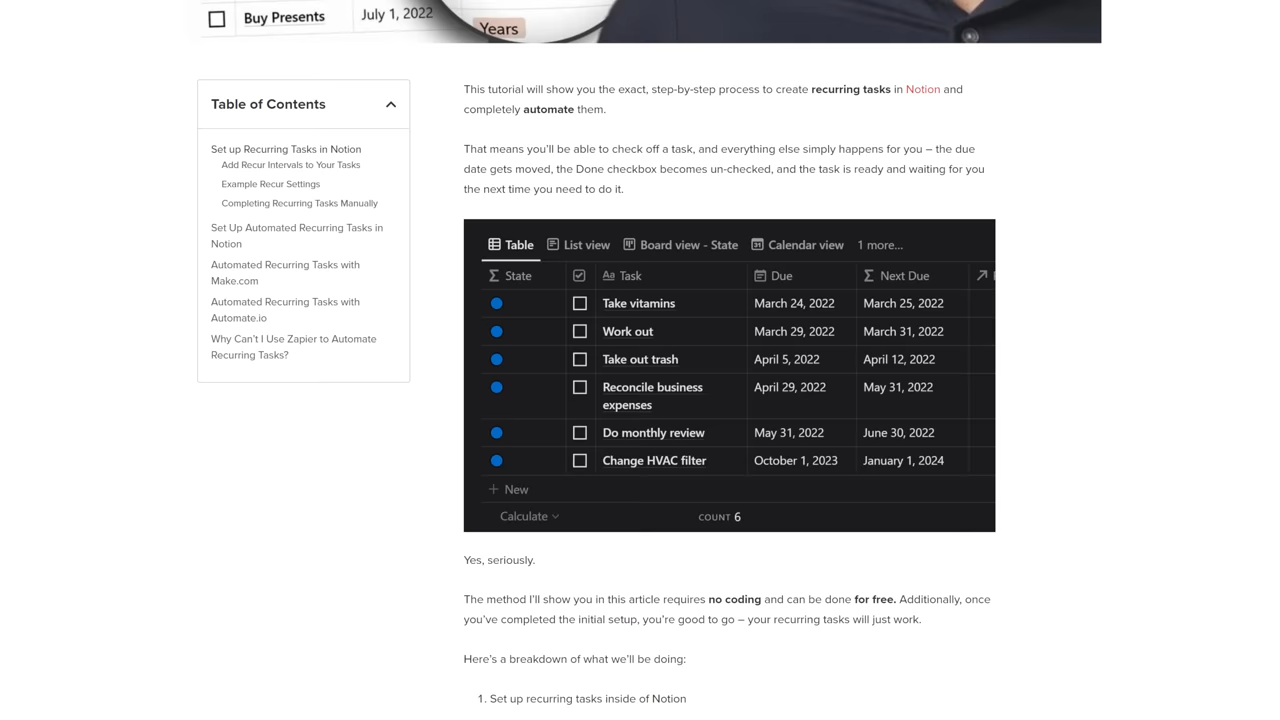 Buy Presents July 1, 2022
Years
Table of Contents
Set up Recurring Tasks in Notion
Add Recur Intervals to Your Tasks
Example Recur Settings
Completing Recurring Tasks Manually
Set Up Automated Recurring Tasks in
Notion
Automated Recurring Tasks with
Make.com
Automated Recurring Tasks with
Automate.io
Why Can’t I Use Zapier to Automate
Recurring Tasks?
This tutorial will show you the exact, step-by-step process to create recurring tasks in Notion and
completely automate them.
That means you’ll be able to check off a task, and everything else simply happens for you – the due
date gets moved, the Done checkbox becomes un-checked, and the task is ready and waiting for you
the next time you need to do it.
Table List view Board view - State 31 Calendar view 1 more...
Σ State Aa Task Due Σ Next Due
Take vitamins March 24, 2022 March 25, 2022
Work out March 29, 2022 March 31, 2022
Take out trash April 5, 2022 April 12, 2022
Reconcile business April 29, 2022 May 31, 2022
expenses
Do monthly review May 31, 2022 June 30, 2022
Change HVAC filter October 1, 2023 January 1, 2024
+ New
Calculate COUNT 6
Yes, seriously.
The method I’ll show you in this article requires no coding and can be done for free. Additionally, once
you’ve completed the initial setup, you’re good to go – your recurring tasks will just work.
Here’s a breakdown of what we’ll be doing:
1. Set up recurring tasks inside of Notion